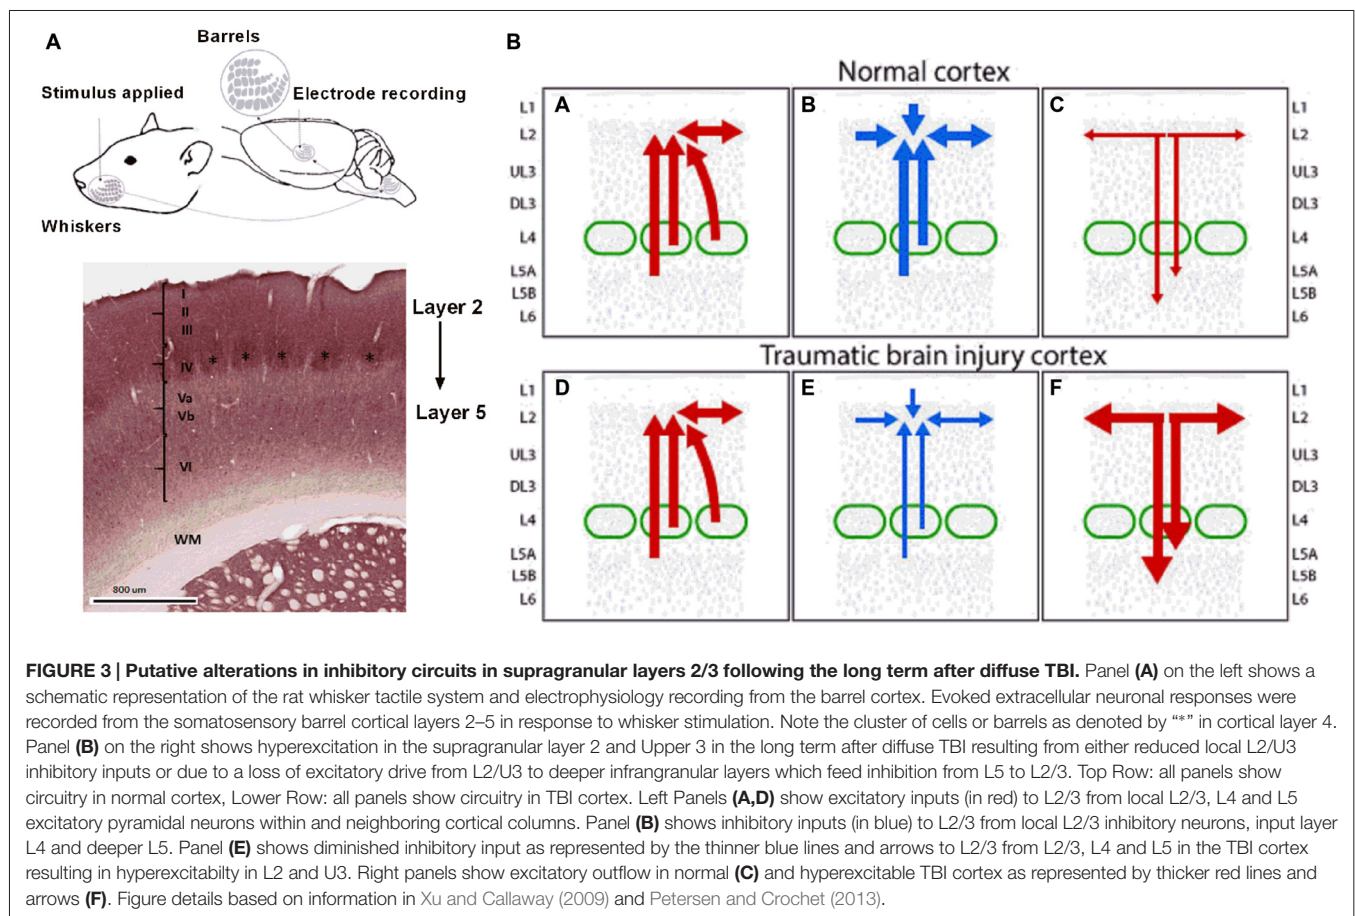 A
Barrels
Stimulus applied
Electrode recording
Whiskers
I
II
III
IV
* * * * *
Va
Vb
VI
WM
800 um
Layer 2
Layer 5
B
Normal cortex
A
B
C
L1
L2
UL3
DL3
L4
L5A
L5B
L6
L1
L2
UL3
DL3
L4
L5A
L5B
L6
Traumatic brain injury cortex
D
E
F
L1
L2
UL3
DL3
L4
L5A
L5B
L6
L1
L2
UL3
DL3
L4
L5A
L5B
L6
FIGURE 3 | Putative alterations in inhibitory circuits in supragranular layers 2/3 following the long term after diffuse TBI. Panel (A) on the left shows a
schematic representation of the rat whisker tactile system and electrophysiology recording from the barrel cortex. Evoked extracellular neuronal responses were
recorded from the somatosensory barrel cortical layers 2–5 in response to whisker stimulation. Note the cluster of cells or barrels as denoted by “*” in cortical layer 4.
Panel (B) on the right shows hyperexcitation in the supragranular layer 2 and Upper 3 in the long term after diffuse TBI resulting from either reduced local L2/U3
inhibitory inputs or due to a loss of excitatory drive from L2/U3 to deeper infrangranular layers which feed inhibition from L5 to L2/3. Top Row: all panels show
circuitry in normal cortex, Lower Row: all panels show circuitry in TBI cortex. Left Panels (A,D) show excitatory inputs (in red) to L2/3 from local L2/3, L4 and L5
excitatory pyramidal neurons within and neighboring cortical columns. Panel (B) shows inhibitory inputs (in blue) to L2/3 from local L2/3 inhibitory neurons, input layer
L4 and deeper L5. Panel (E) shows diminished inhibitory input as represented by the thinner blue lines and arrows to L2/3 from L2/3, L4 and L5 in the TBI cortex
resulting in hyperexcitabilty in L2 and U3. Right panels show excitatory outflow in normal (C) and hyperexcitable TBI cortex as represented by thicker red lines and
arrows (F). Figure details based on information in Xu and Callaway (2009) and Petersen and Crochet (2013).